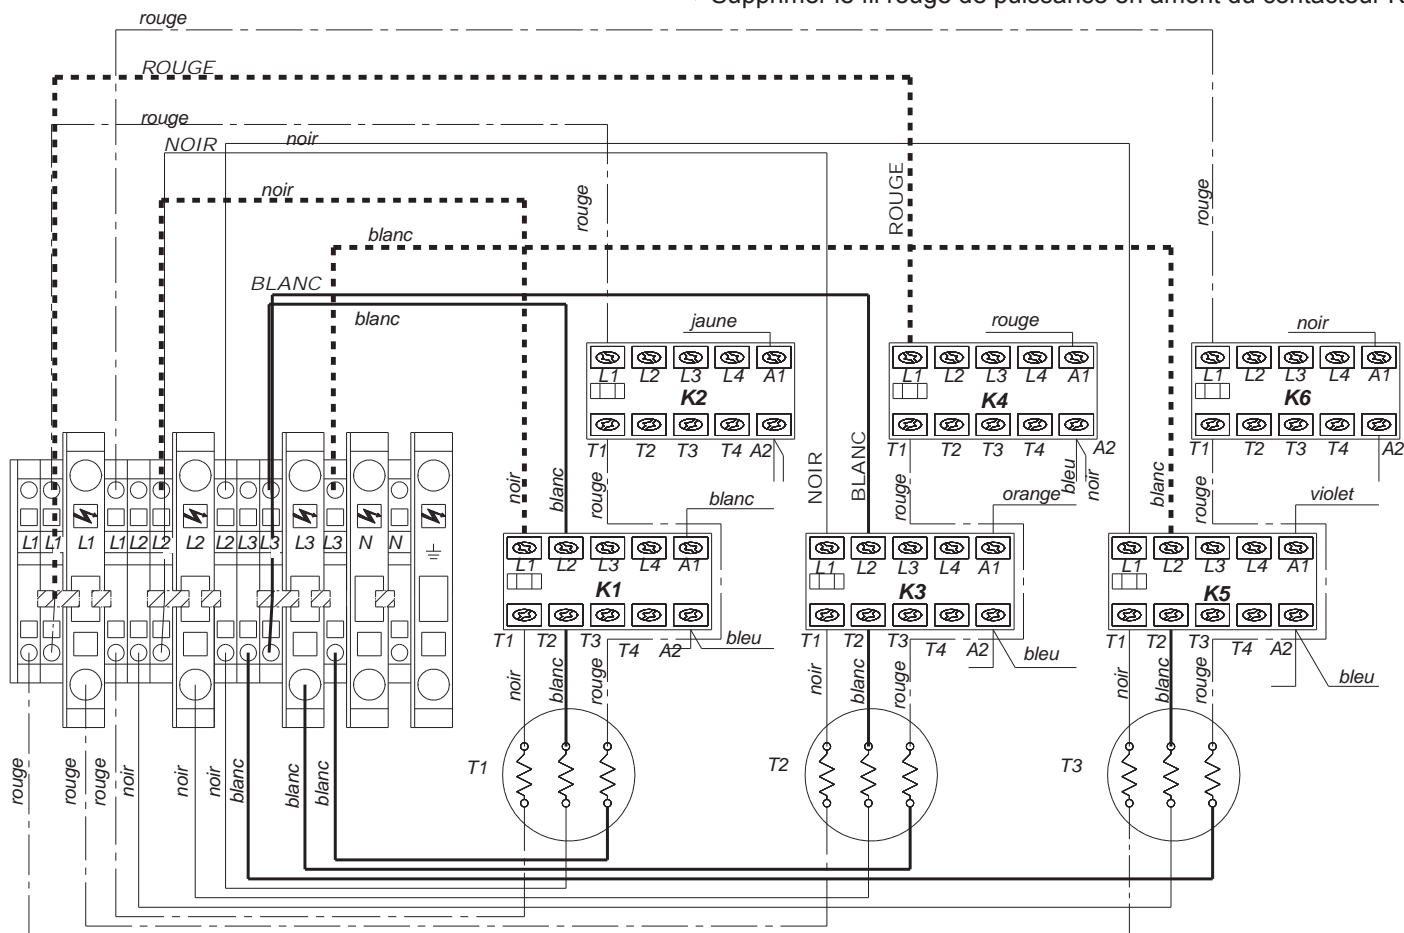 Supprimer le fil rouge de puissance en amont du contacteur
rouge
ROUGE
rouge
NOIR
noir
noir
blanc
BLANC
blanc
rouge
ROUGE
rouge
jaune
rouge
noir
L1 L2 L3 L4 A1
K2
T1 T2 T3 T4 A2
L1 L2 L3 L4 A1
K4
T1 T2 T3 T4 A2
L1 L2 L3 L4 A1
K6
T1 T2 T3 T4 A2
noir
blanc
rouge
blanc
NOIR
BLANC
rouge
orange
bleu
noir
blanc
rouge
violet
L1 L1 L1 L1 L2 L2 L2 L2 L3 L3 L3 L3 N N
L1 L2 L3 L4 A1
K1
T1 T2 T3 T4 A2
bleu
L1 L2 L3 L4 A1
K3
T1 T2 T3 T4 A2
bleu
L1 L2 L3 L4 A1
K5
T1 T2 T3 T4 A2
bleu
noir
blanc
rouge
noir
blanc
rouge
noir
blanc
rouge
T1
T2
T3
rouge
rouge
rouge
noir
noir
noir
blanc
blanc
blanc